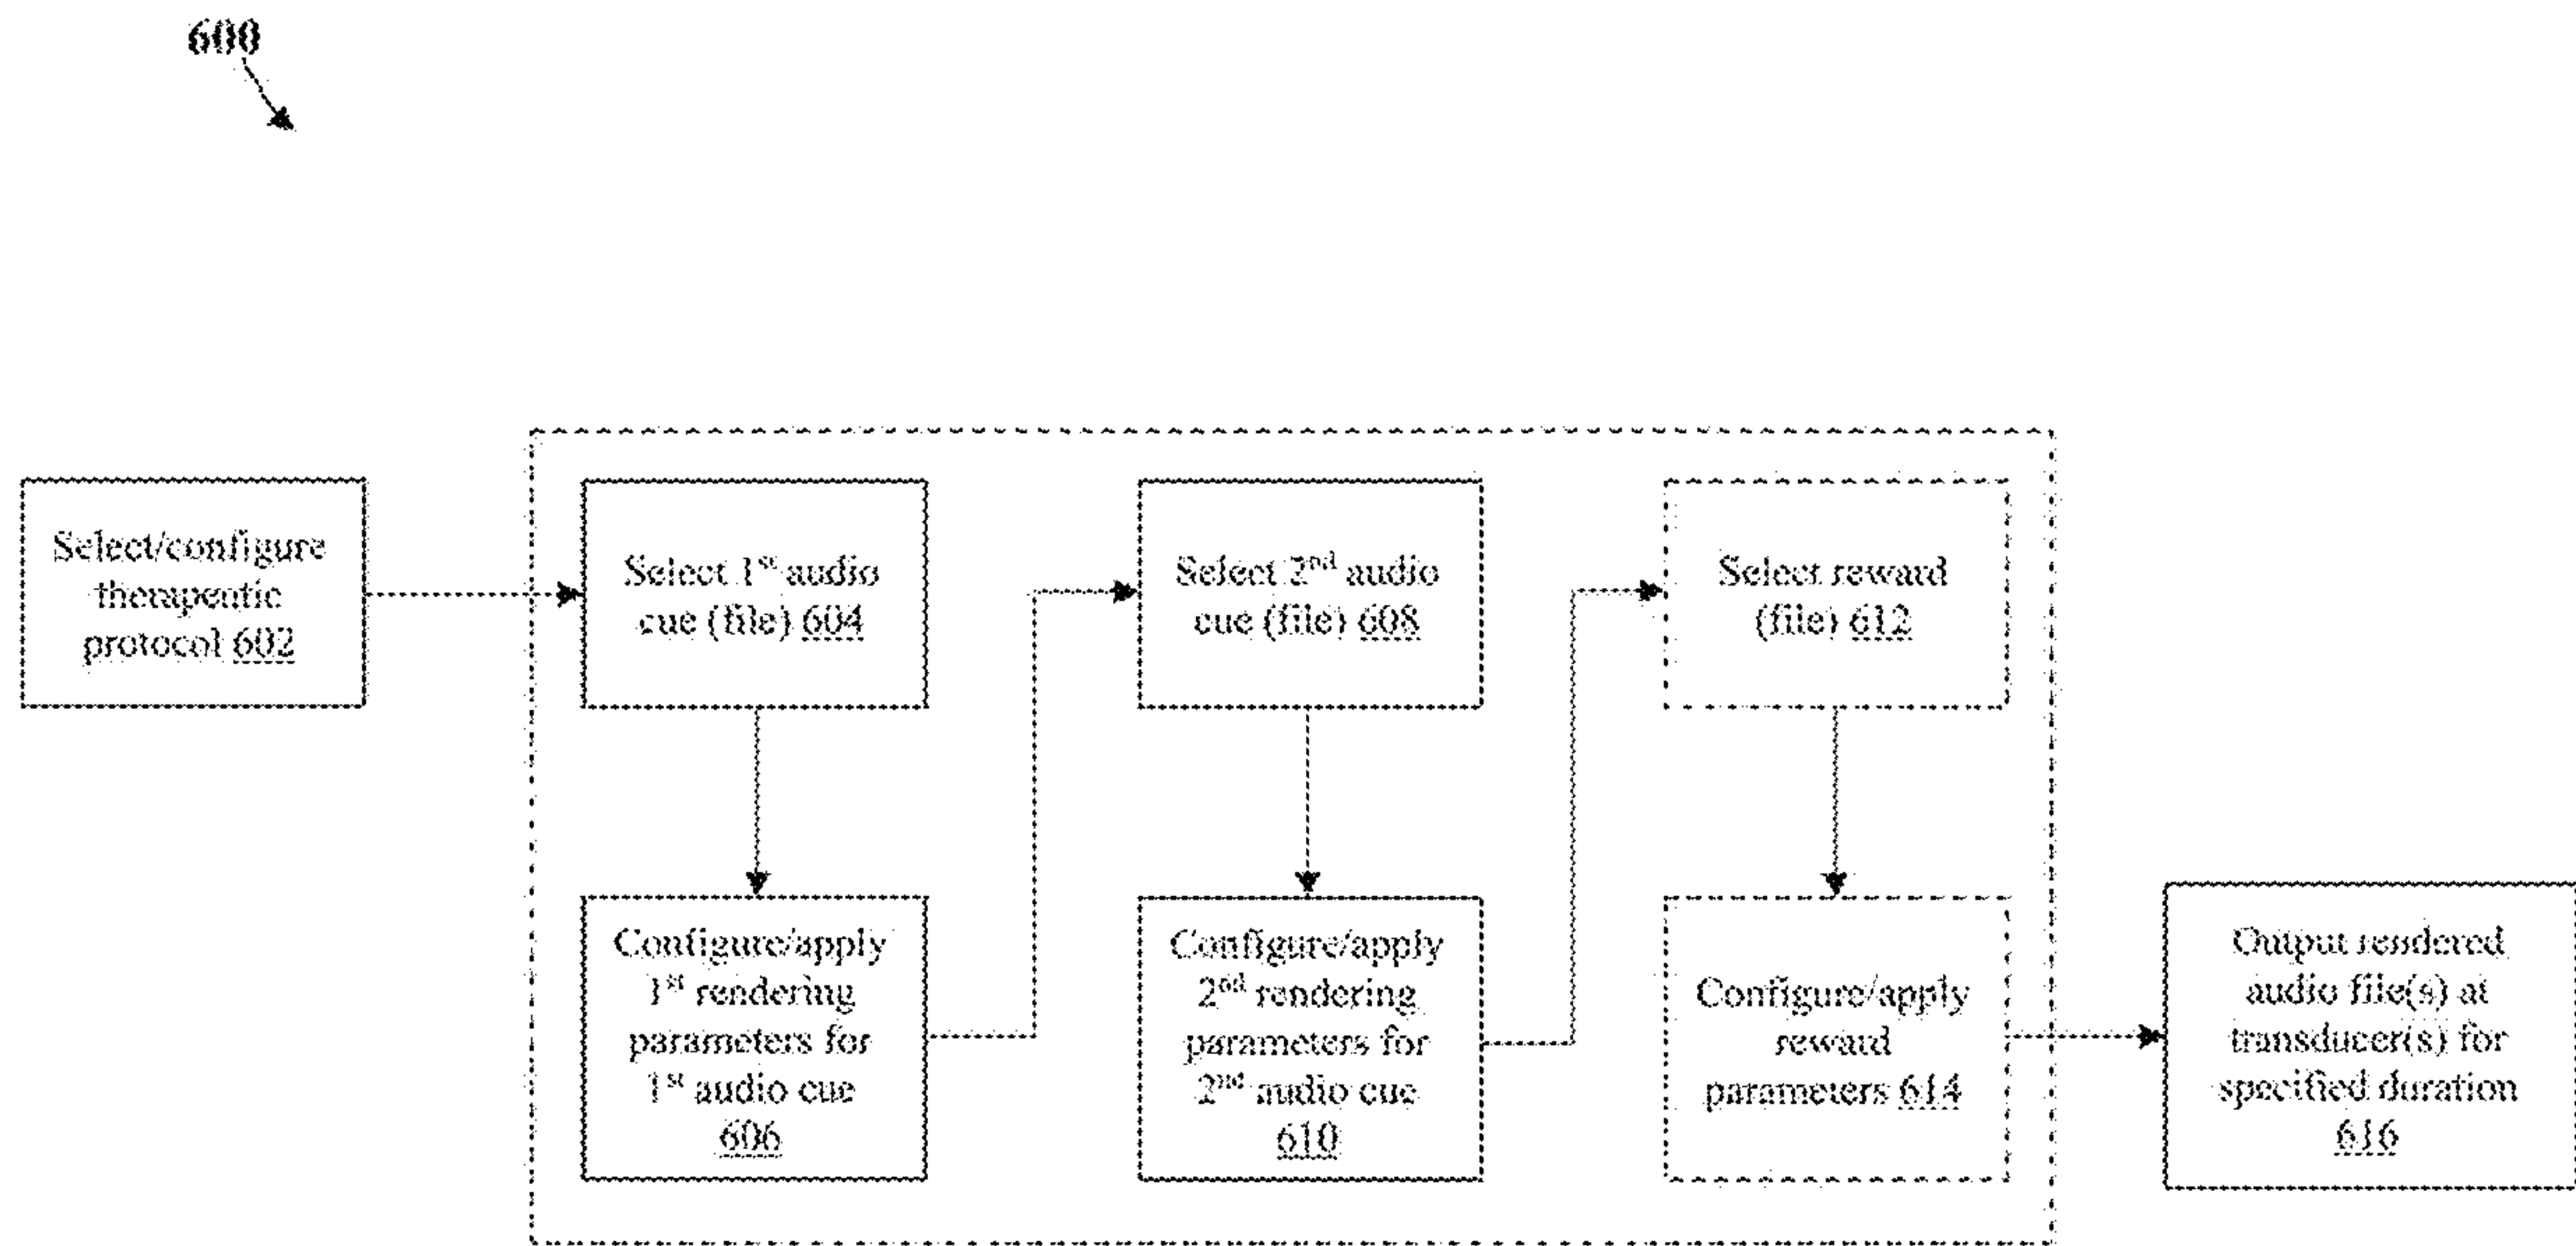 600
Select/configure
therapeutic
protocol 602
Select 1st audio
cue (file) 604
Configure/apply
1st rendering
parameters for
1st audio cue
606
Select 2nd audio
cue (file) 608
Configure/apply
2nd rendering
parameters for
2nd audio cue
610
Select reward
(file) 612
Configure/apply
reward
parameters 614
Output rendered
audio file(s) at
transducer(s) for
specified duration
616